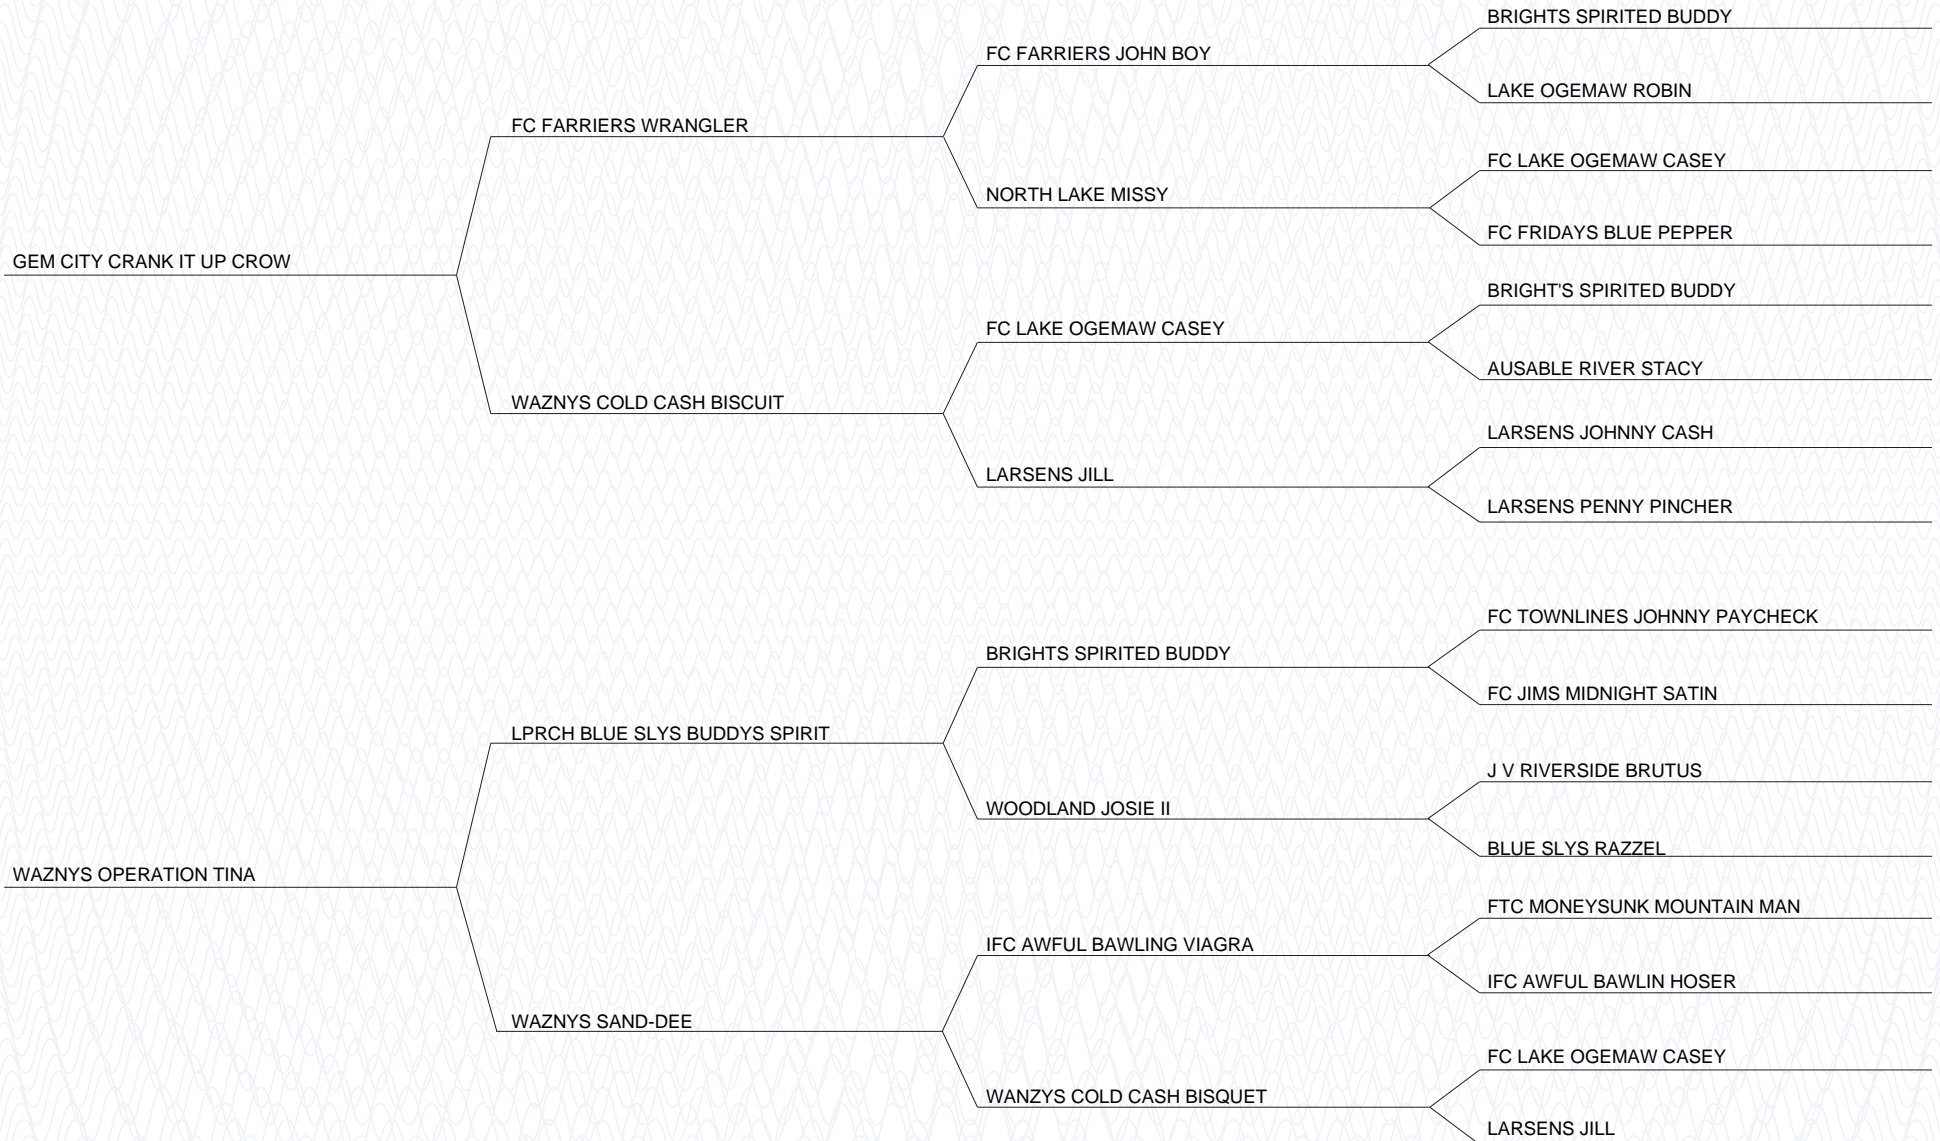 BRIGHTS SPIRITED BUDDY
FC FARRIERS JOHN BOY
LAKE OGEMAW ROBIN
FC FARRIERS WRANGLER
FC LAKE OGEMAW CASEY
NORTH LAKE MISSY
FC FRIDAYS BLUE PEPPER
GEM CITY CRANK IT UP CROW
BRIGHT'S SPIRITED BUDDY
FC LAKE OGEMAW CASEY
AUSABLE RIVER STACY
WAZNYS COLD CASH BISCUIT
LARSENS JOHNNY CASH
LARSENS JILL
LARSENS PENNY PINCHER
FC TOWNLINES JOHNNY PAYCHECK
BRIGHTS SPIRITED BUDDY
FC JIMS MIDNIGHT SATIN
LPRCH BLUE SLYS BUDDYS SPIRIT
J V RIVERSIDE BRUTUS
WOODLAND JOSIE II
BLUE SLYS RAZZEL
WAZNYS OPERATION TINA
FTC MONEYSUNK MOUNTAIN MAN
IFC AWFUL BAWLING VIAGRA
IFC AWFUL BAWLIN HOSER
WAZNYS SAND-DEE
FC LAKE OGEMAW CASEY
WANZYS COLD CASH BISQUET
LARSENS JILL